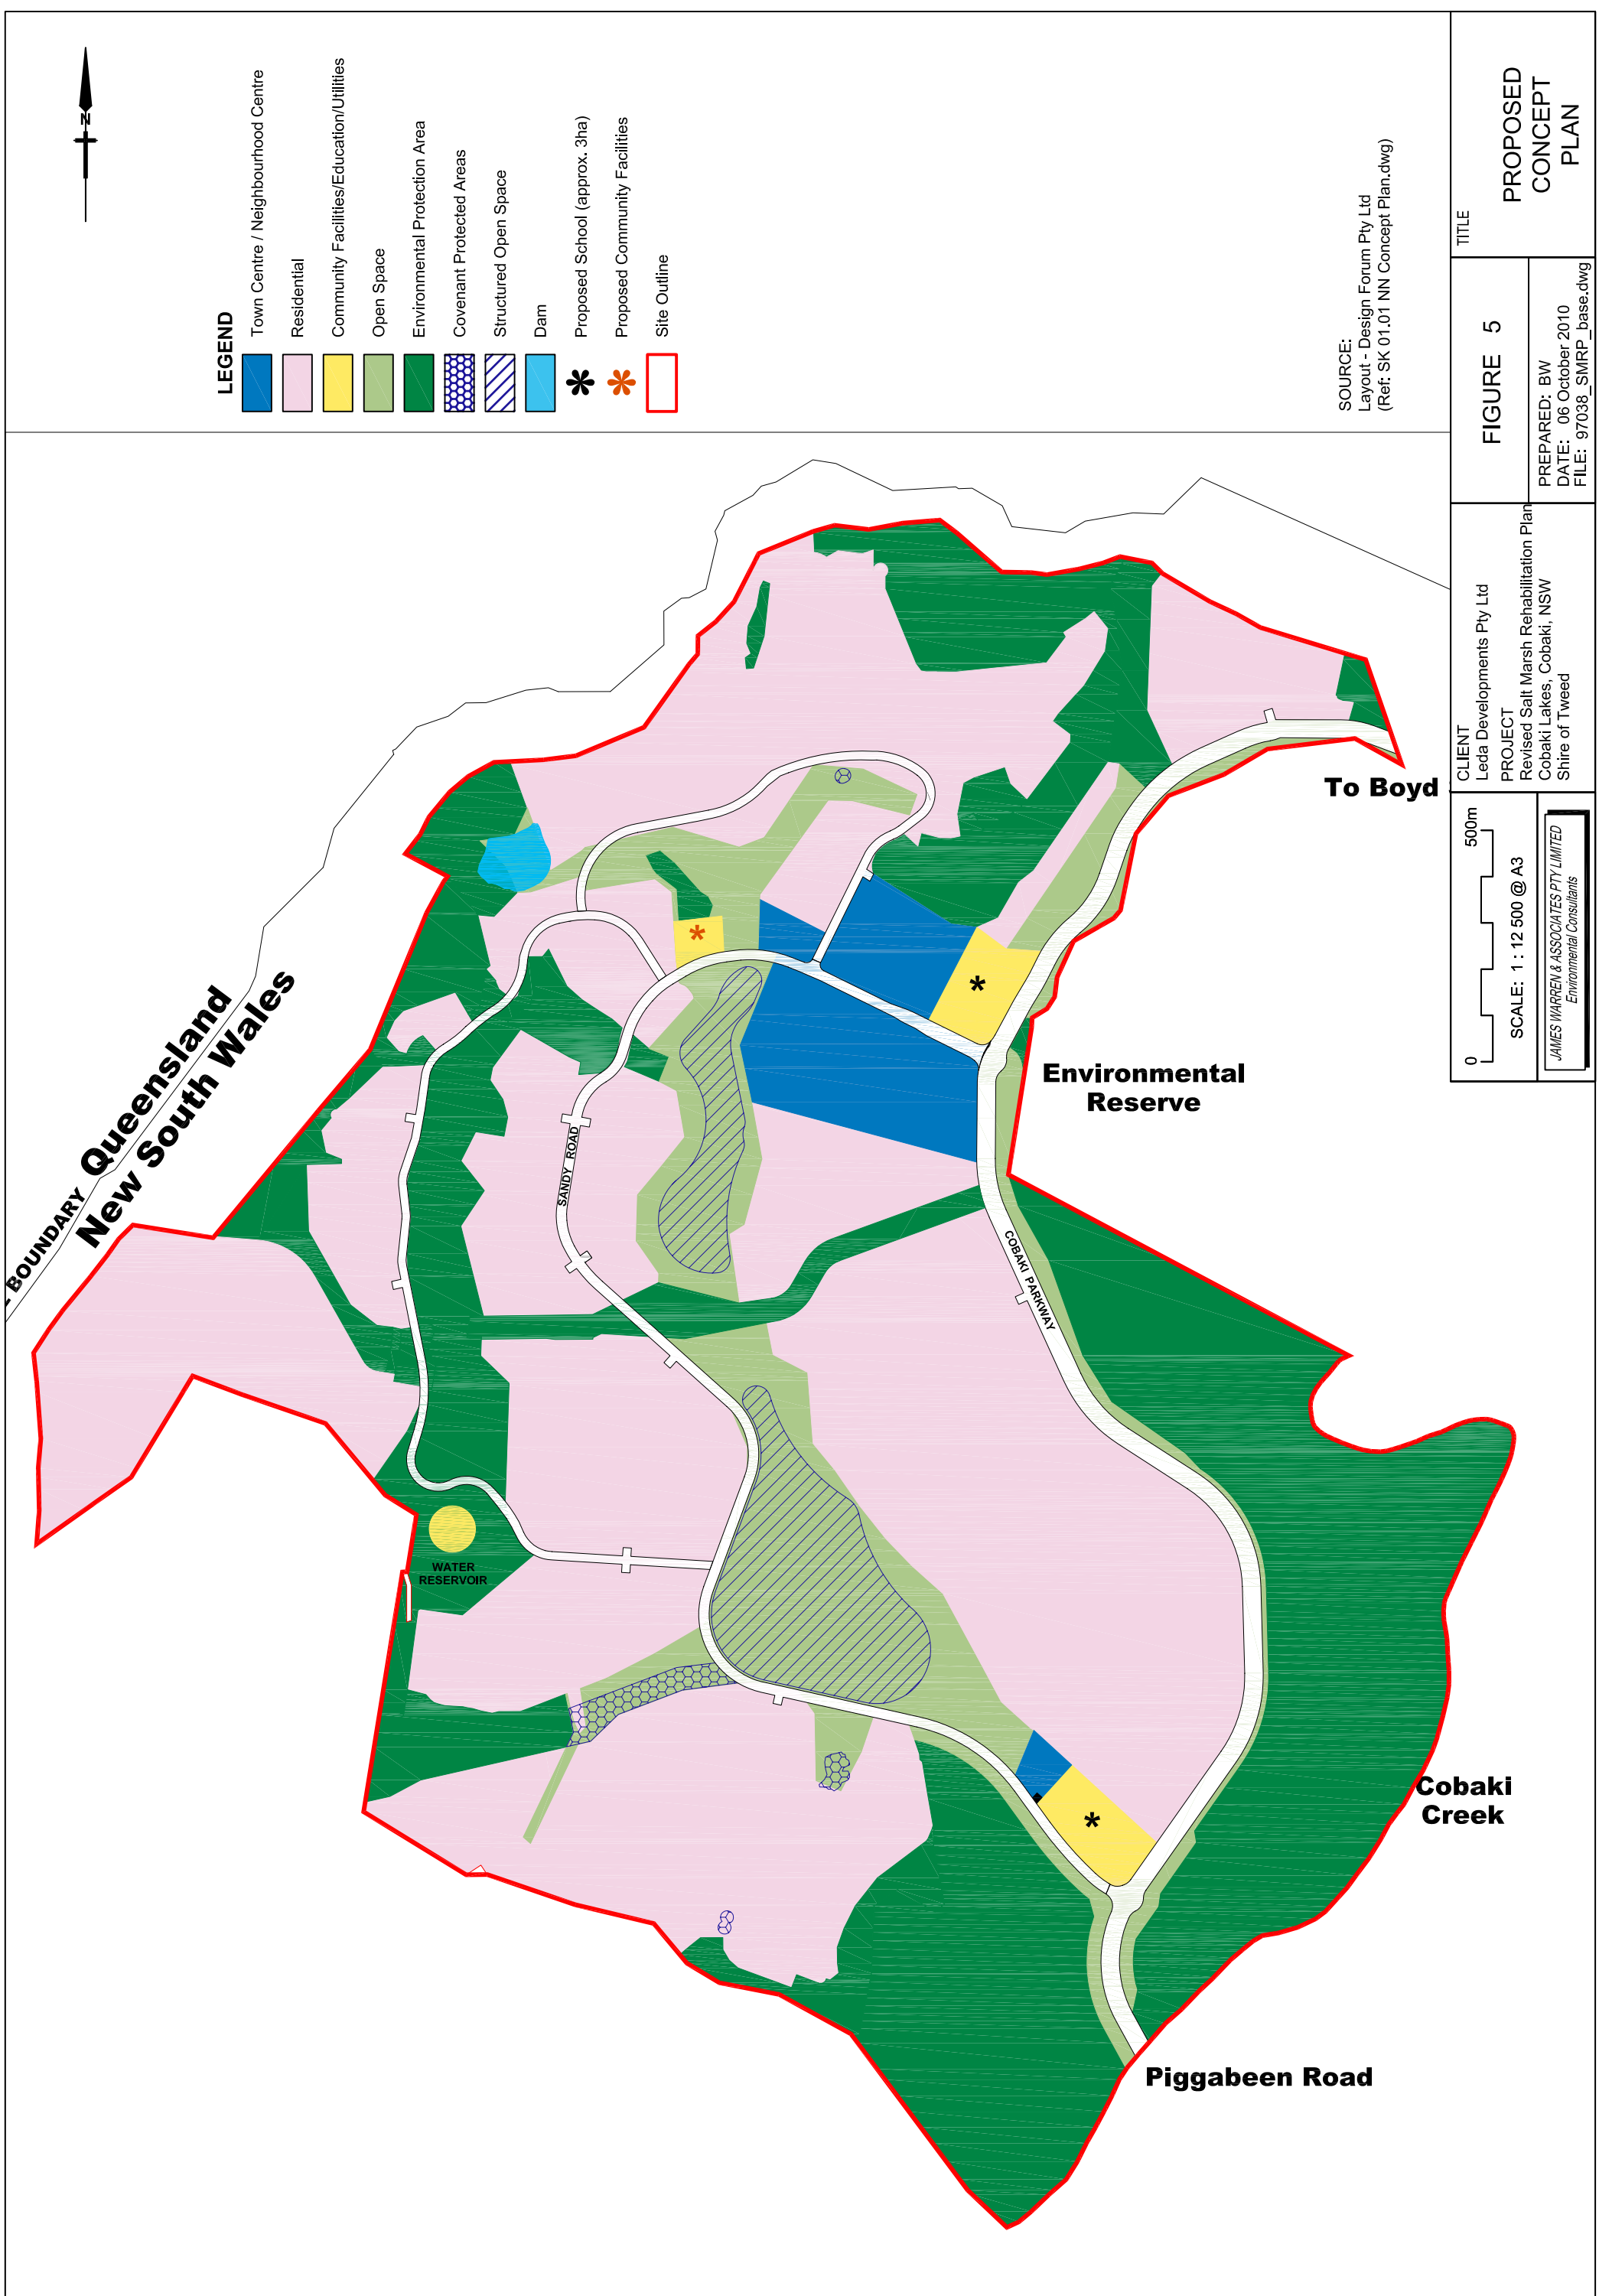 N
LEGEND
Town Centre / Neighbourhood Centre
Residential
Community Facilities/Education/Utilities
Open Space
Environmental Protection Area
Covenant Protected Areas
Structured Open Space
Dam
* Proposed School (approx. 3ha)
* Proposed Community Facilities
Site Outline
BOUNDARY
Queensland
New South Wales
SANDY ROAD
COBAKI PARKWAY
WATER
RESERVOIR
*
*
*
To Boyd
Environmental
Reserve
Cobaki
Creek
Piggabeen Road
SOURCE:
Layout - Design Forum Pty Ltd
(Ref: SK 01.01 NN Concept Plan.dwg)
0 500m
SCALE: 1 : 12 500 @ A3
JAMES WARREN & ASSOCIATES PTY LIMITED
Environmental Consultants
CLIENT
Leda Developments Pty Ltd
PROJECT
Revised Salt Marsh Rehabilitation Plan
Cobaki Lakes, Cobaki, NSW
Shire of Tweed
FIGURE 5
PREPARED: BW
DATE: 06 October 2010
FILE: 97038_SMRP_base.dwg
TITLE
PROPOSED
CONCEPT
PLAN